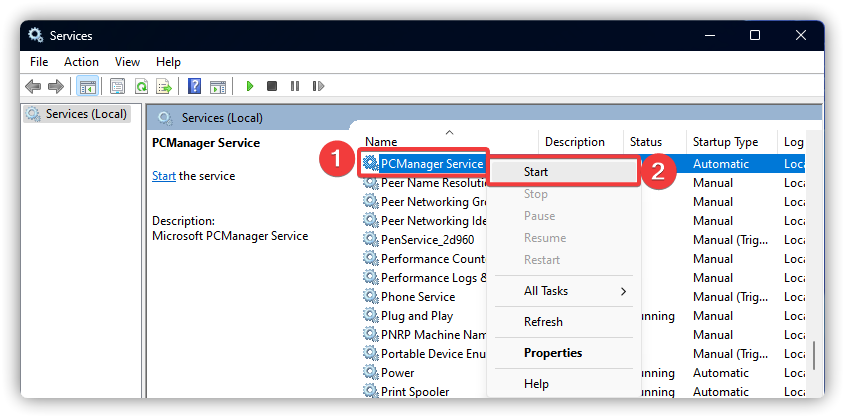 Services
File Action View Help
Services (Local)
Services (Local)
PCManager Service
Start the service
Description:
Microsoft PCManager Service
Name Description Status Startup Type Log
1 PCManager Service Automatic Loca
Start 2
Stop
Pause
Resume
Restart
All Tasks
Refresh
Properties
Help
Peer Name Resolutio Manual Loca
Peer Networking Gro Manual Loca
Peer Networking Ide Manual Loca
PenService_2d960 Manual (Trig... Loca
Performance Count Manual Loca
Performance Logs & Manual Loca
Phone Service Manual (Trig... Loca
Plug and Play unning Manual Loca
PNRP Machine Nam Manual Loca
Portable Device Enu Manual (Trig... Loca
Power unning Automatic Loca
Print Spooler unning Automatic Loca